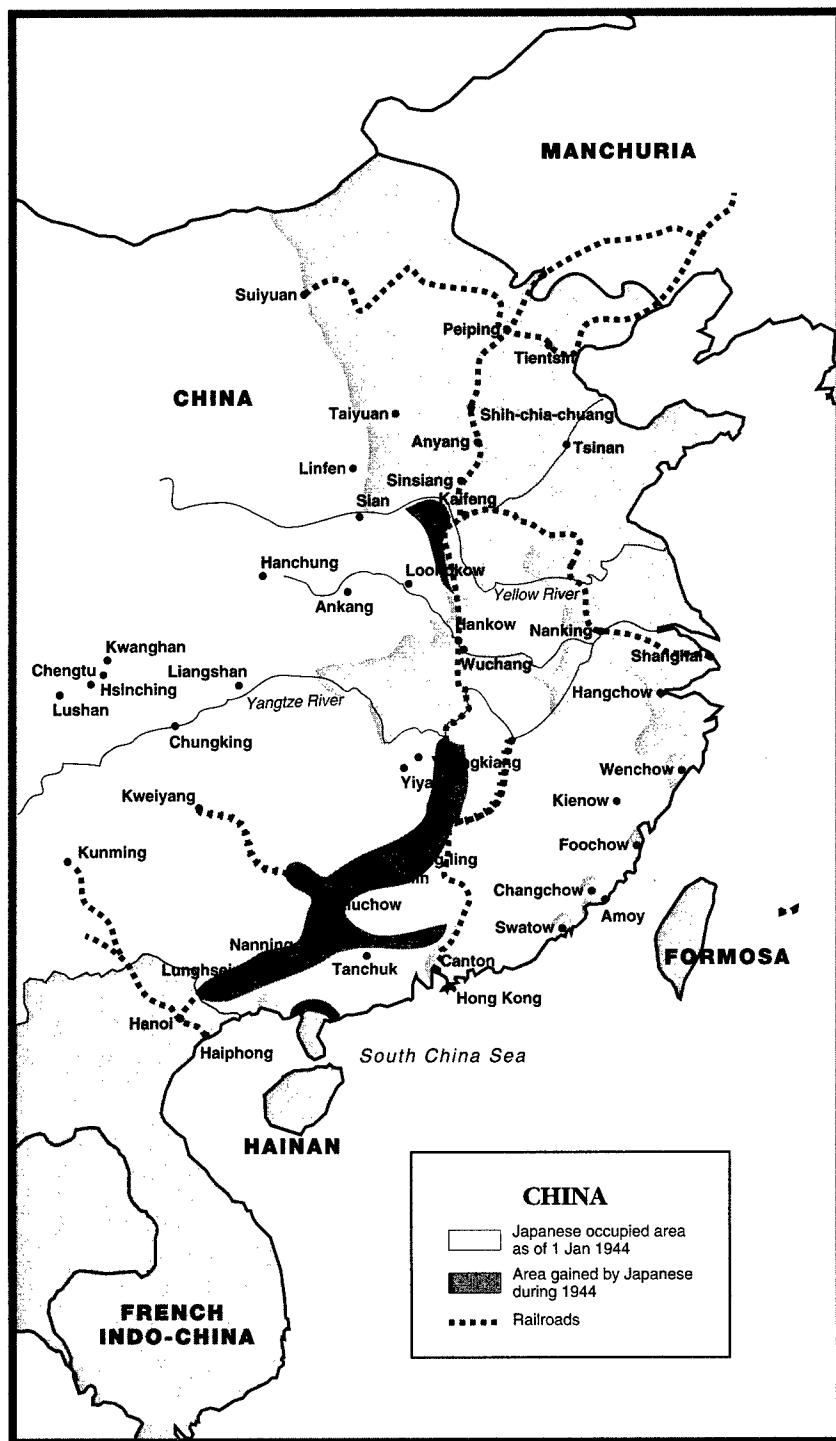 MANCHURIA
Suiyuan
Peiping
Tientsin
CHINA
Taiyuan
Shih-chia-chuang
Anyang
Tsinan
Linfen
Sinsiang
Kaifeng
Sian
Hanchung
Ankang
Yellow River
Hankow
Nanking
Kwanghan
Wuchang
Shanghai
Chengtu
Hsinching
Liangshan
Hangchow
Lushan
Yangtze River
Chungking
Wenchow
Kweiyang
Kienow
Kunming
Foochow
Changchow
Amoy
Swatow
Nanning
Tanchuk
Canton
FORMOSA
Hong Kong
Hanoi
Haiphong
South China Sea
HAINAN
CHINA
Japanese occupied area
as of 1 Jan 1944
Area gained by Japanese
during 1944
Railroads
FRENCH
INDO-CHINA